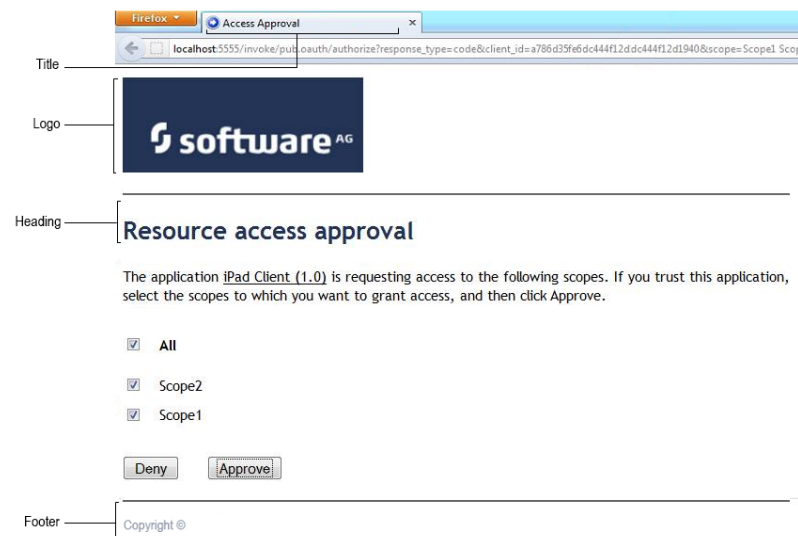 Firefox
Access Approval
×
localhost:5555/invoke/pub.oauth/authorize?response_type=code&client_id=a786d35fe6dc444f12ddc444f12d1940&scope=Scope1 Scop
Title
Logo
software AG
Heading
Resource access approval
The application iPad Client (1.0) is requesting access to the following scopes. If you trust this application,
select the scopes to which you want to grant access, and then click Approve.
All
Scope2
Scope1
Deny Approve
Footer
Copyright ©